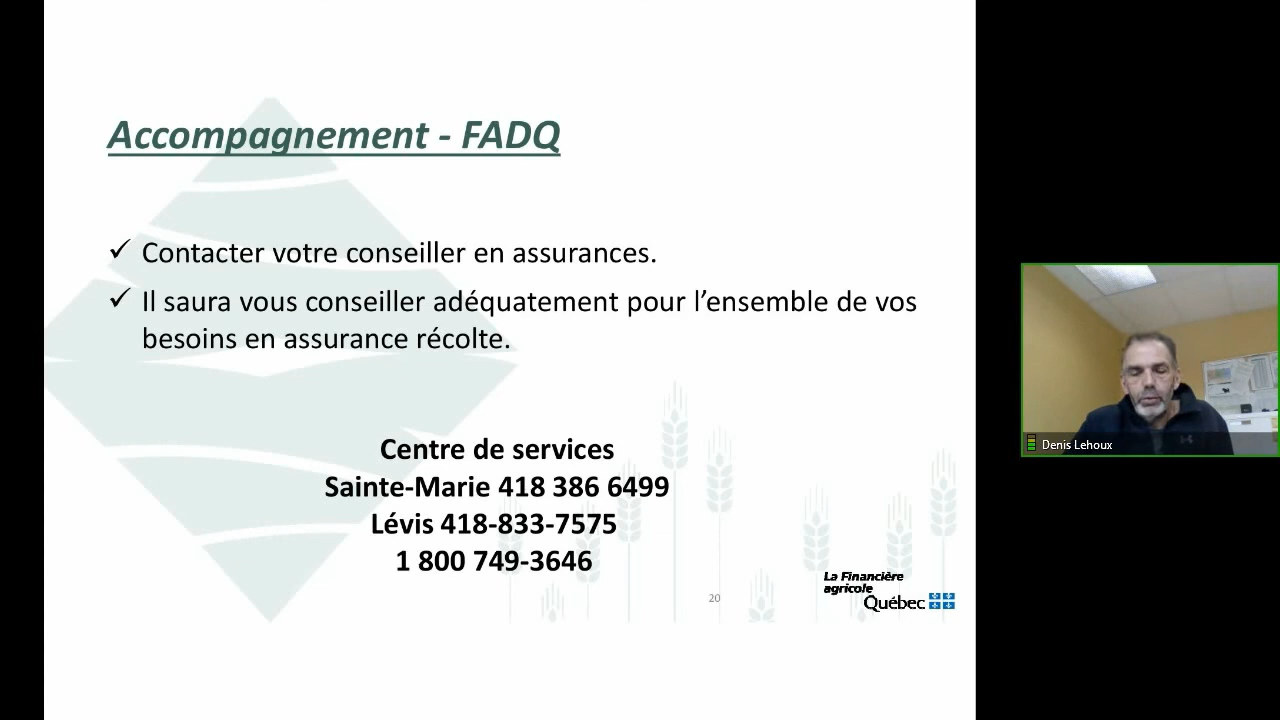 Accompagnement - FADQ
✓ Contacter votre conseiller en assurances.
✓ Il saura vous conseiller adéquatement pour l’ensemble de vos
besoins en assurance récolte.
Centre de services
Sainte-Marie 418 386 6499
Lévis 418-833-7575
1 800 749-3646
20
La Financière
agricole
Québec
Denis Lehoux